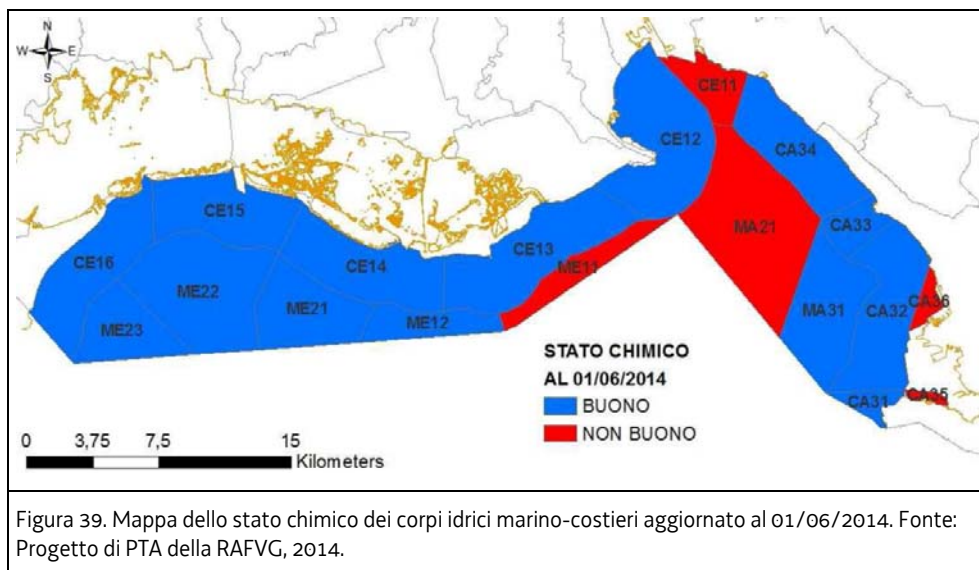 N
W E
S
CE11
CE12
CA34
CE15
CE13
MA21
CA33
CE16
CE14
ME11
ME22
MA31
CA32
CA36
ME21
ME12
ME23
CA31
CA35
STATO CHIMICO
AL 01/06/2014
BUONO
NON BUONO
0 3,75 7,5 15
Kilometers
Figura 39. Mappa dello stato chimico dei corpi idrici marino-costieri aggiornato al 01/06/2014. Fonte:
Progetto di PTA della RAFVG, 2014.